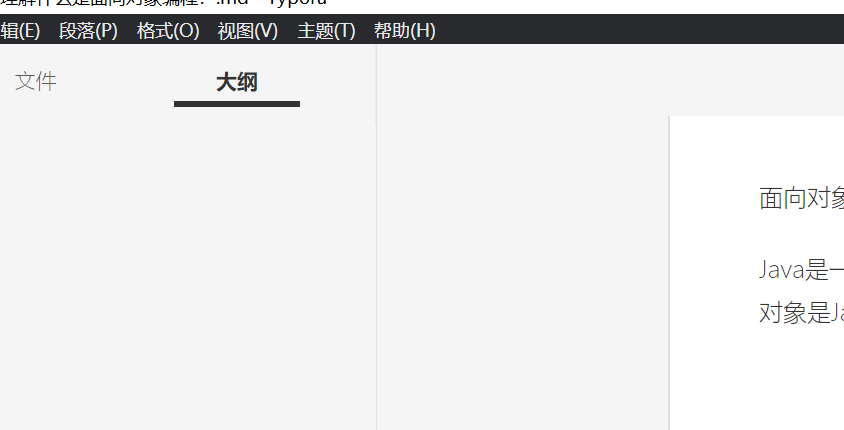 理解什么是面向对象编程？.md - Typora
辑(E) 段落(P) 格式(O) 视图(V) 主题(T) 帮助(H)
文件 大纲
面向对象
Java是一
对象是Ja